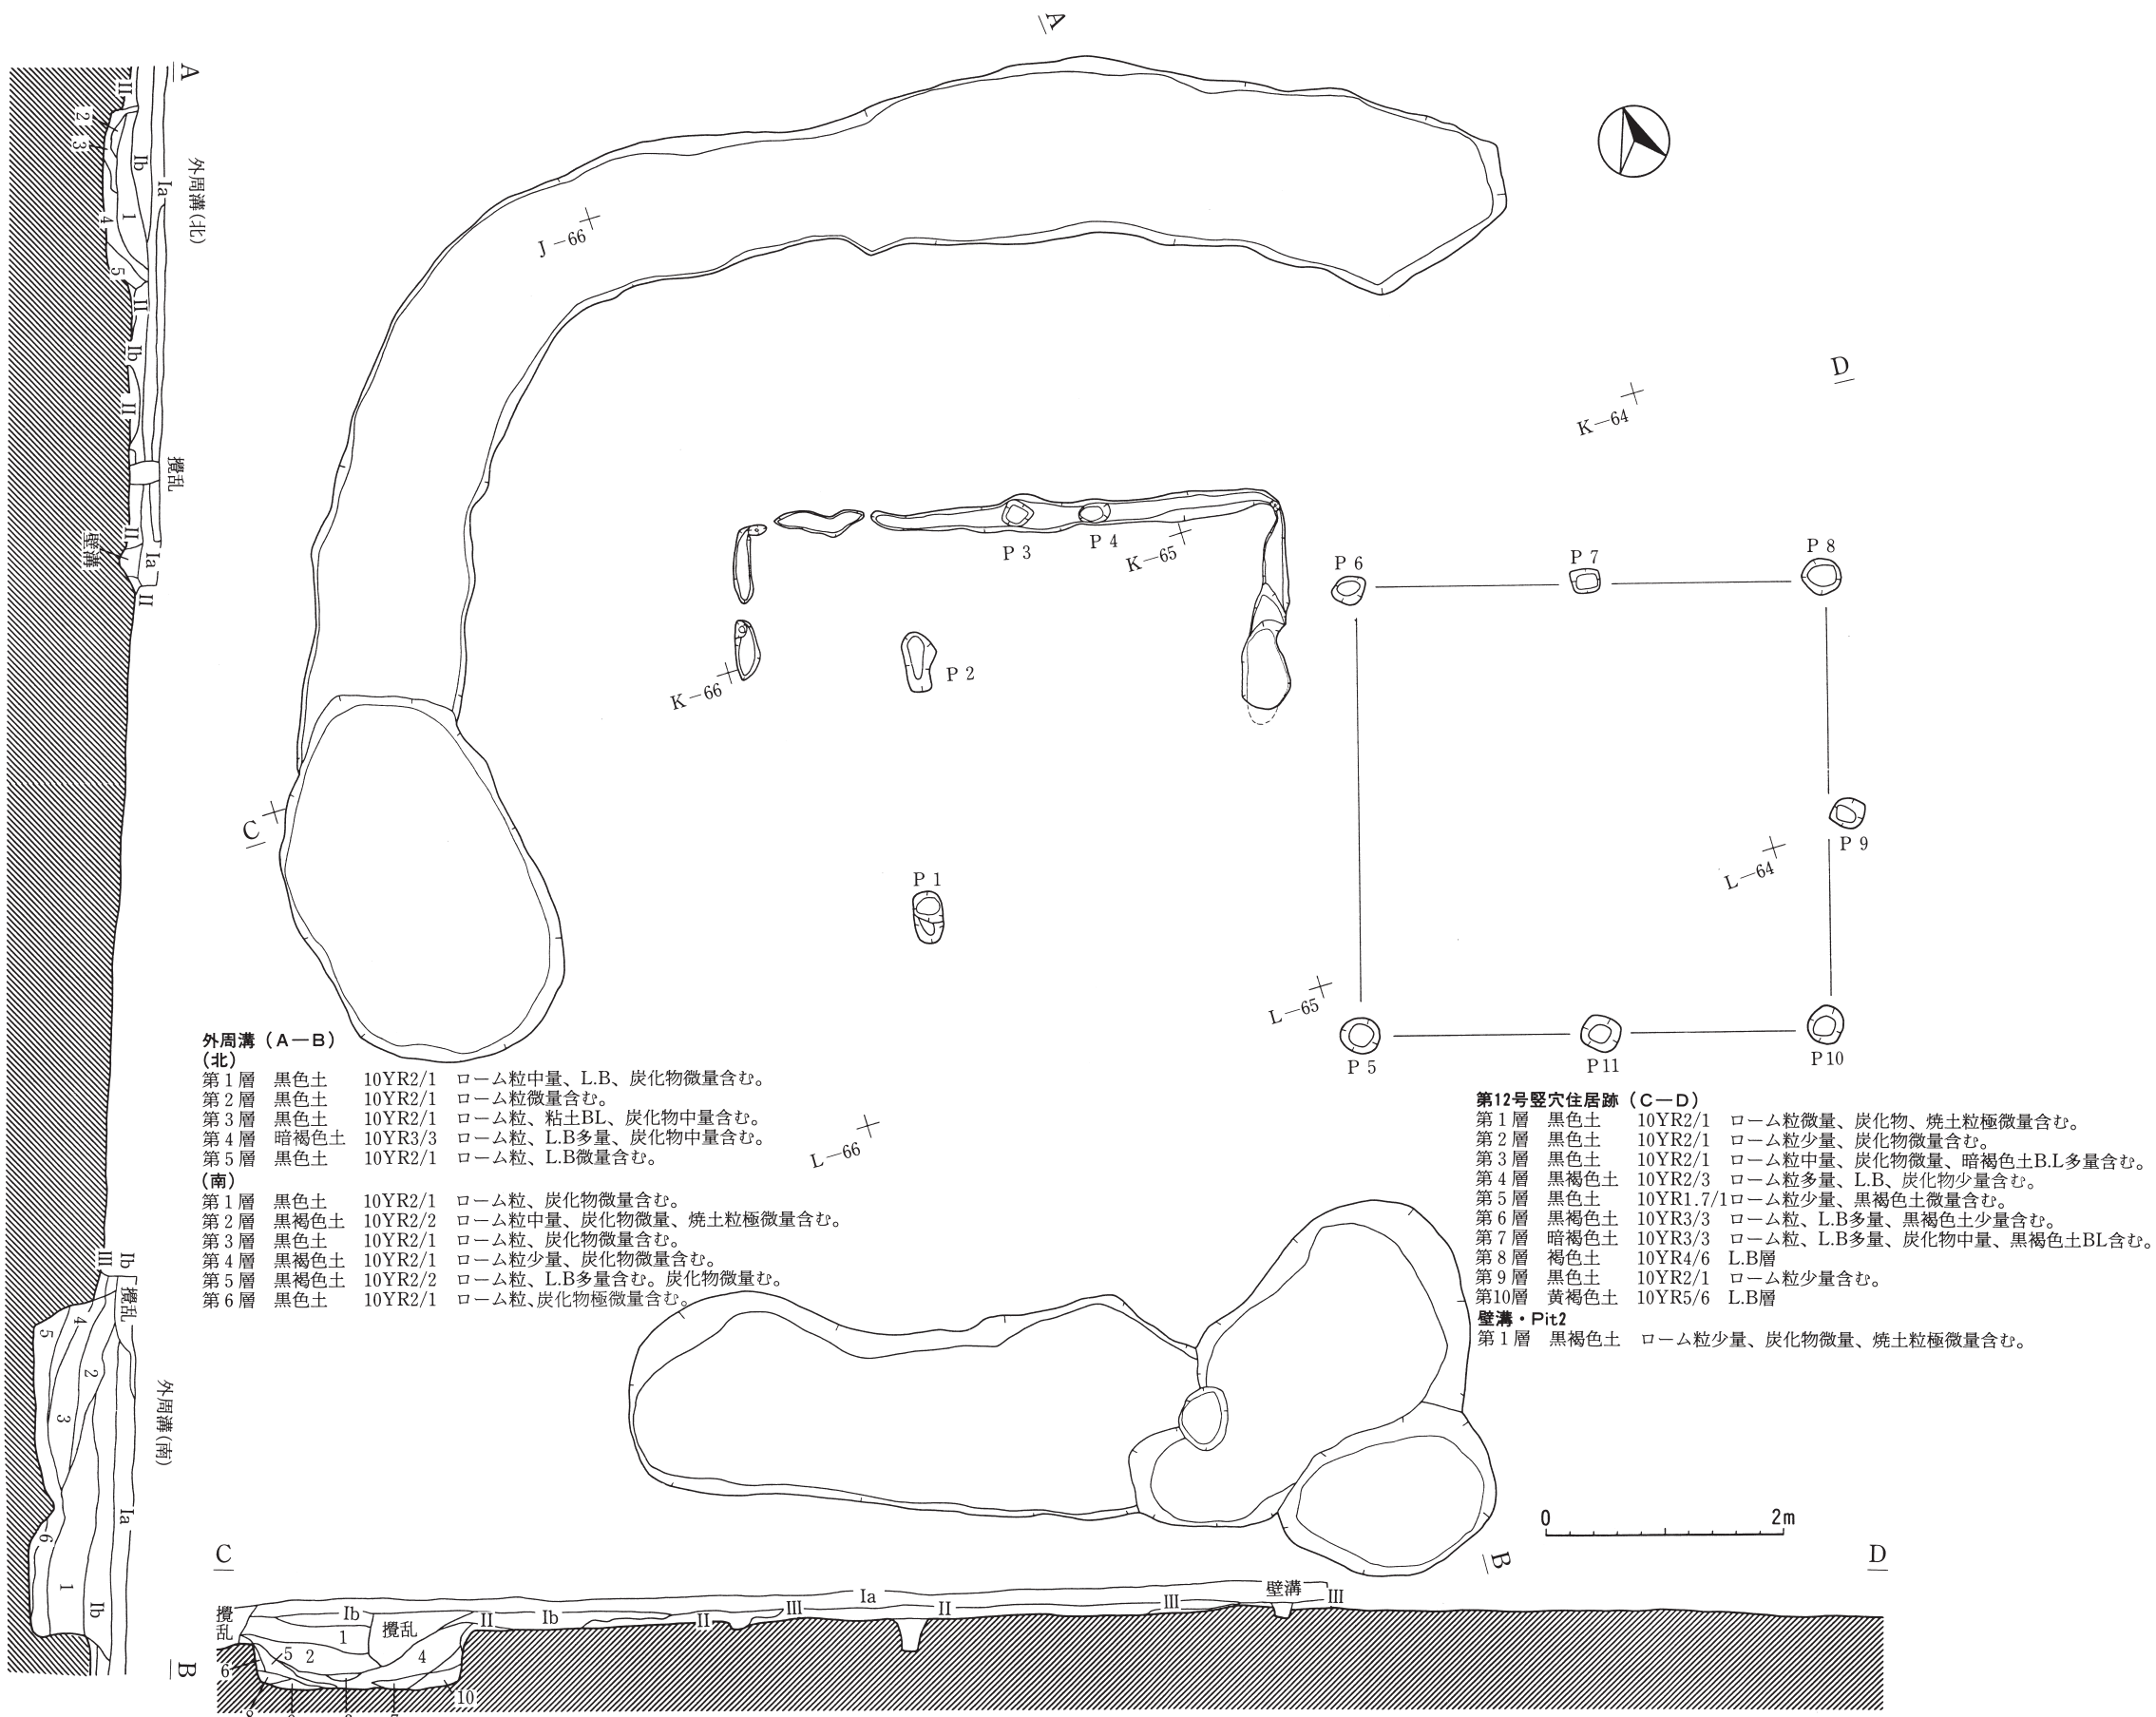 A
A
II
2
3
Ib
Ia
1
4
5
II
Ib
II
外周溝(北)
攪乱
II
壁溝
Ia
II
J－66
K－64
D
P 3
P 4
K－65
P 6
P 7
P 8
K－66
P 2
C
P 1
L－64
P 9
L－65
P 5
P11
P10
L－66
外周溝（A－B）
(北)
第１層　黒色土　10YR2/1　ローム粒中量、L.B、炭化物微量含む。
第２層　黒色土　10YR2/1　ローム粒微量含む。
第３層　黒色土　10YR2/1　ローム粒、粘土BL、炭化物中量含む。
第４層　暗褐色土　10YR3/3　ローム粒、L.B多量、炭化物中量含む。
第５層　黒色土　10YR2/1　ローム粒、L.B微量含む。
(南)
第１層　黒色土　10YR2/1　ローム粒、炭化物微量含む。
第２層　黒褐色土　10YR2/2　ローム粒中量、炭化物微量、焼土粒極微量含む。
第３層　黒色土　10YR2/1　ローム粒、炭化物微量含む。
第４層　黒褐色土　10YR2/1　ローム粒少量、炭化物微量含む。
第５層　黒褐色土　10YR2/2　ローム粒、L.B多量含む。炭化物微量む。
第６層　黒色土　10YR2/1　ローム粒、炭化物極微量含む。
第12号竪穴住居跡（C－D）
第１層　黒色土　10YR2/1　ローム粒微量、炭化物、焼土粒極微量含む。
第２層　黒色土　10YR2/1　ローム粒少量、炭化物微量含む。
第３層　黒色土　10YR2/1　ローム粒中量、炭化物微量、暗褐色土B.L多量含む。
第４層　黒褐色土　10YR2/3　ローム粒多量、L.B、炭化物少量含む。
第５層　黒色土　10YR1.7/1ローム粒少量、黒褐色土微量含む。
第６層　黒褐色土　10YR3/3　ローム粒、L.B多量、黒褐色土少量含む。
第７層　暗褐色土　10YR3/3　ローム粒、L.B多量、炭化物中量、黒褐色土BL含む。
第８層　褐色土　10YR4/6　L.B層
第９層　黒色土　10YR2/1　ローム粒少量含む。
第10層　黄褐色土　10YR5/6　L.B層
壁溝・Pit2
第１層　黒褐色土　ローム粒少量、炭化物微量、焼土粒極微量含む。
III
Ib
攪乱
4
5
2
3
外周溝(南)
Ia
6
1
Ib
B
0
2m
B
C
D
攪乱
Ib
1
攪乱
5
2
4
6
10
II
Ib
II
III
Ia
II
III
壁溝
III